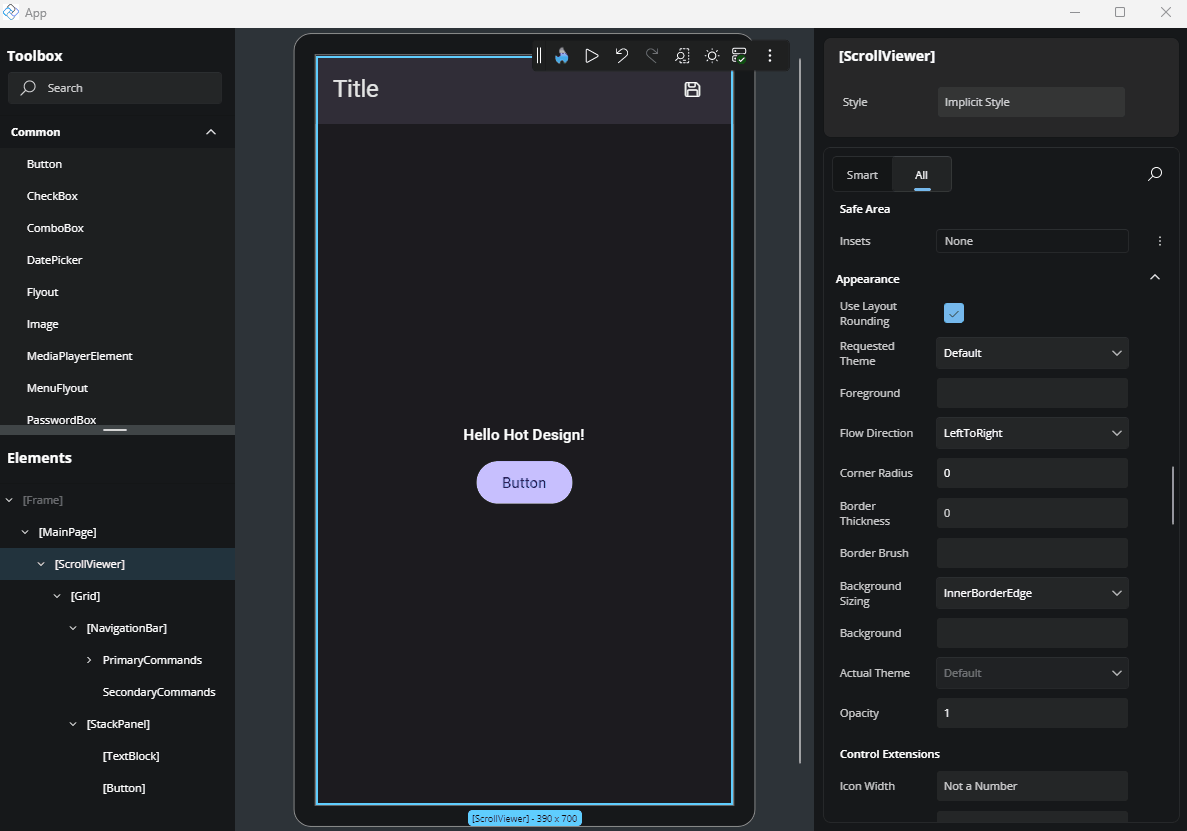 App
Toolbox
Search
Common
Button
CheckBox
ComboBox
DatePicker
Flyout
Image
MediaPlayerElement
MenuFlyout
PasswordBox
Elements
[Frame]
[MainPage]
[ScrollViewer]
[Grid]
[NavigationBar]
PrimaryCommands
SecondaryCommands
[StackPanel]
[TextBlock]
[Button]
Title
Hello Hot Design!
Button
[ScrollViewer] - 390 x 700
[ScrollViewer]
Style Implicit Style
Smart All
Safe Area
Insets None
Appearance
Use Layout
Rounding
Requested
Theme
Default
Foreground
Flow Direction LeftToRight
Corner Radius 0
Border
Thickness
0
Border Brush
Background
Sizing
InnerBorderEdge
Background
Actual Theme Default
Opacity 1
Control Extensions
Icon Width Not a Number